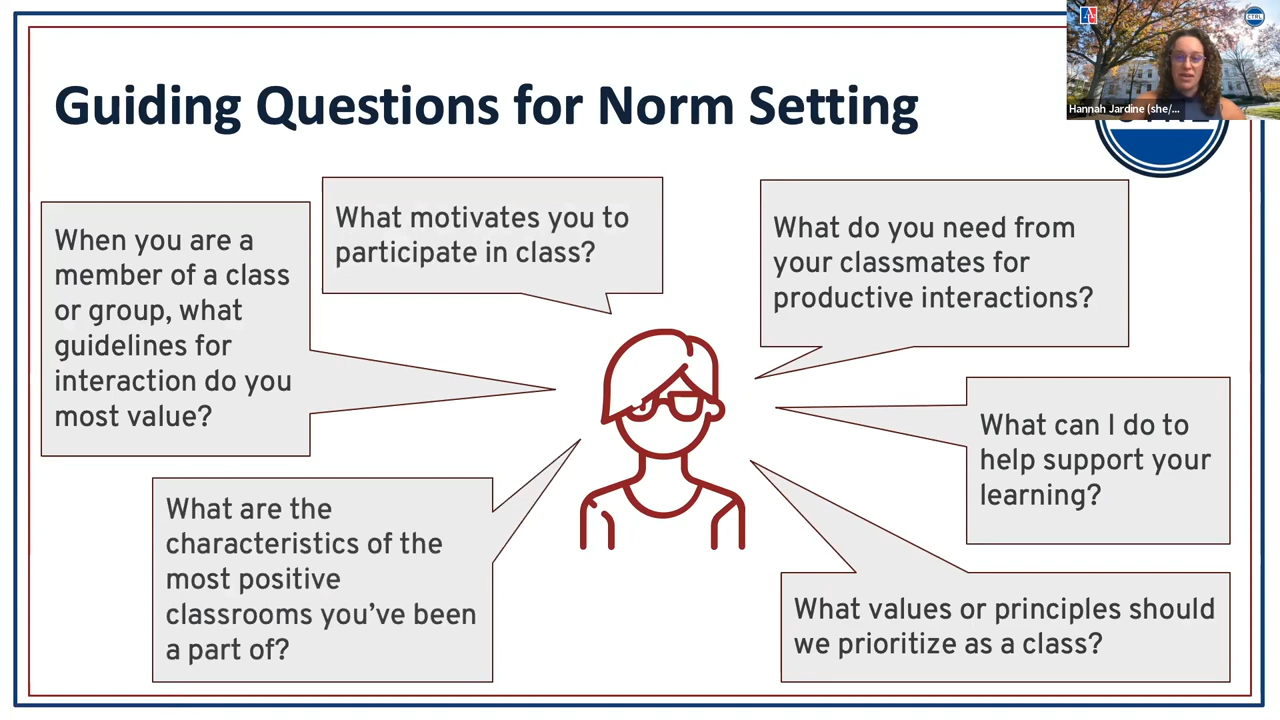 Guiding Questions for Norm Setting
Hannah Jardine (she/...
CTRL
When you are a
member of a class
or group, what
guidelines for
interaction do you
most value?
What motivates you to
participate in class?
What do you need from
your classmates for
productive interactions?
What can I do to
help support your
learning?
What are the
characteristics of the
most positive
classrooms you’ve been
a part of?
What values or principles should
we prioritize as a class?